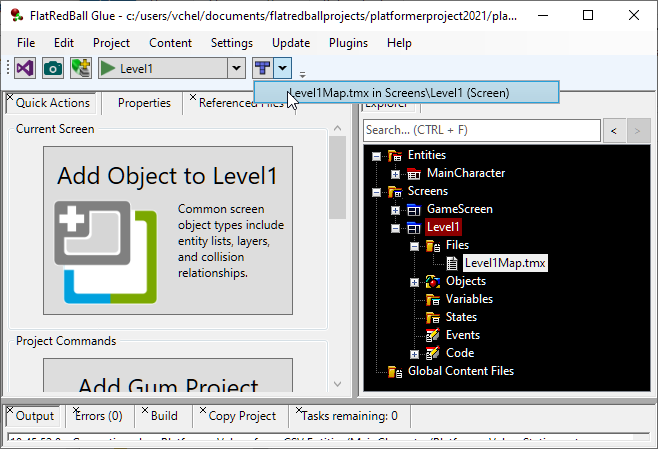 FlatRedBall Glue - c:/users/vchel/documents/flatredballprojects/platformerproject2021/pla...
File Edit Project Content Settings Update Plugins Help
Level1
Level1Map.tmx in Screens\Level1 (Screen)
Quick Actions Properties Referenced Files
Explorer
Current Screen
Add Object to Level1
Common screen
object types include
entity lists, layers,
and collision
relationships.
Project Commands
Add Gum Project
Search... (CTRL + F)
< >
Entities
MainCharacter
Screens
GameScreen
Level1
Files
Level1Map.tmx
Objects
Variables
States
Events
Code
Global Content Files
Output Errors (0) Build Copy Project Tasks remaining: 0